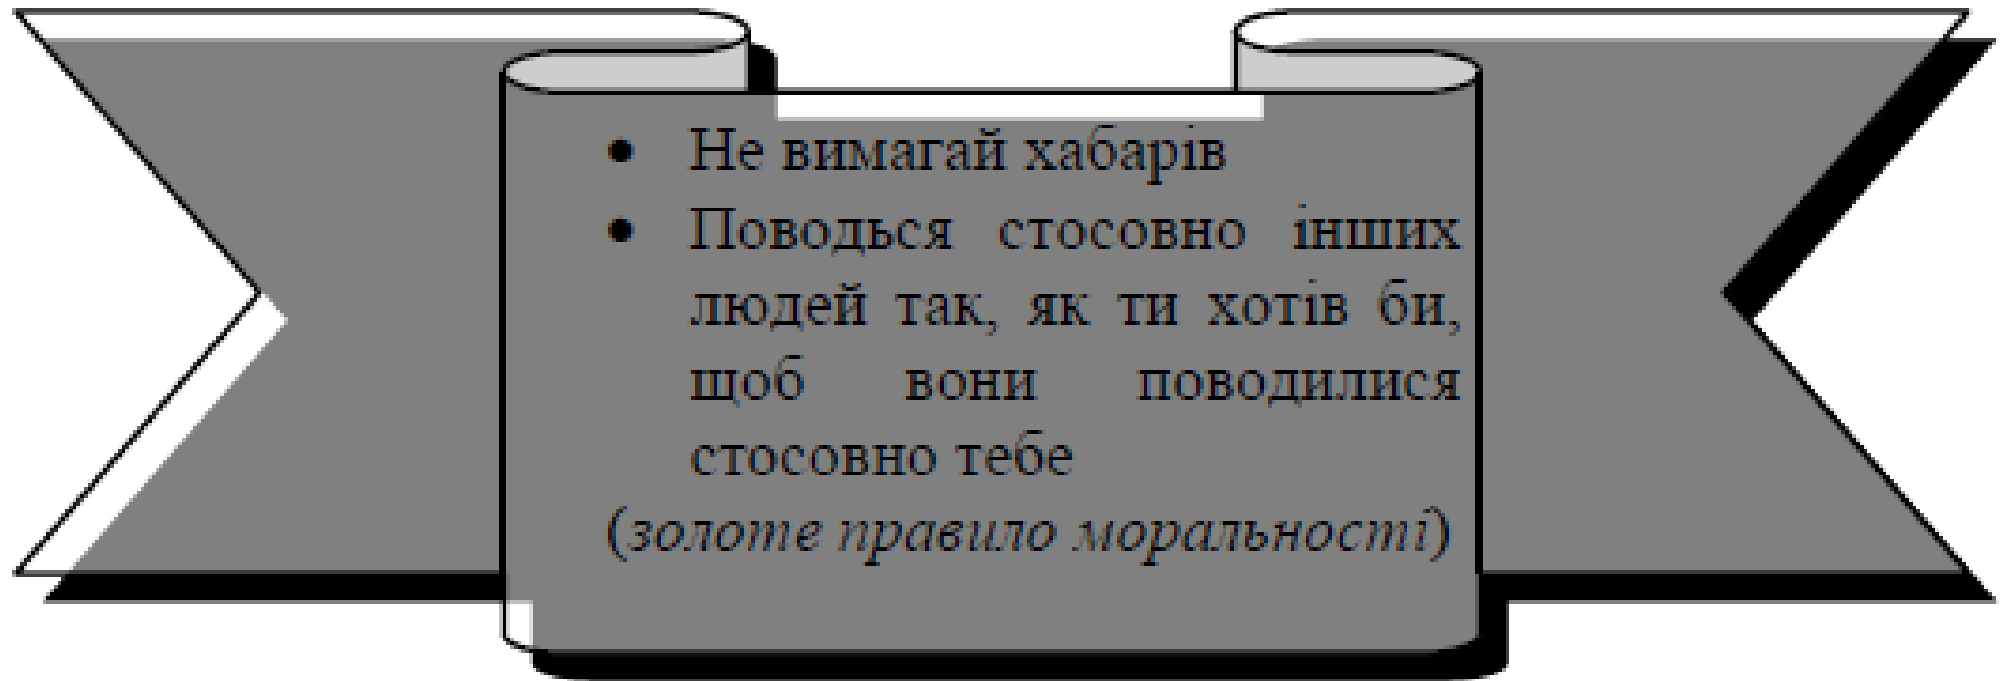 • Не вимагай хабарів
• Поводься стосовно інших
людей так, як ти хотів би,
щоб вони поводилися
стосовно тебе
(золоте правило моральності)